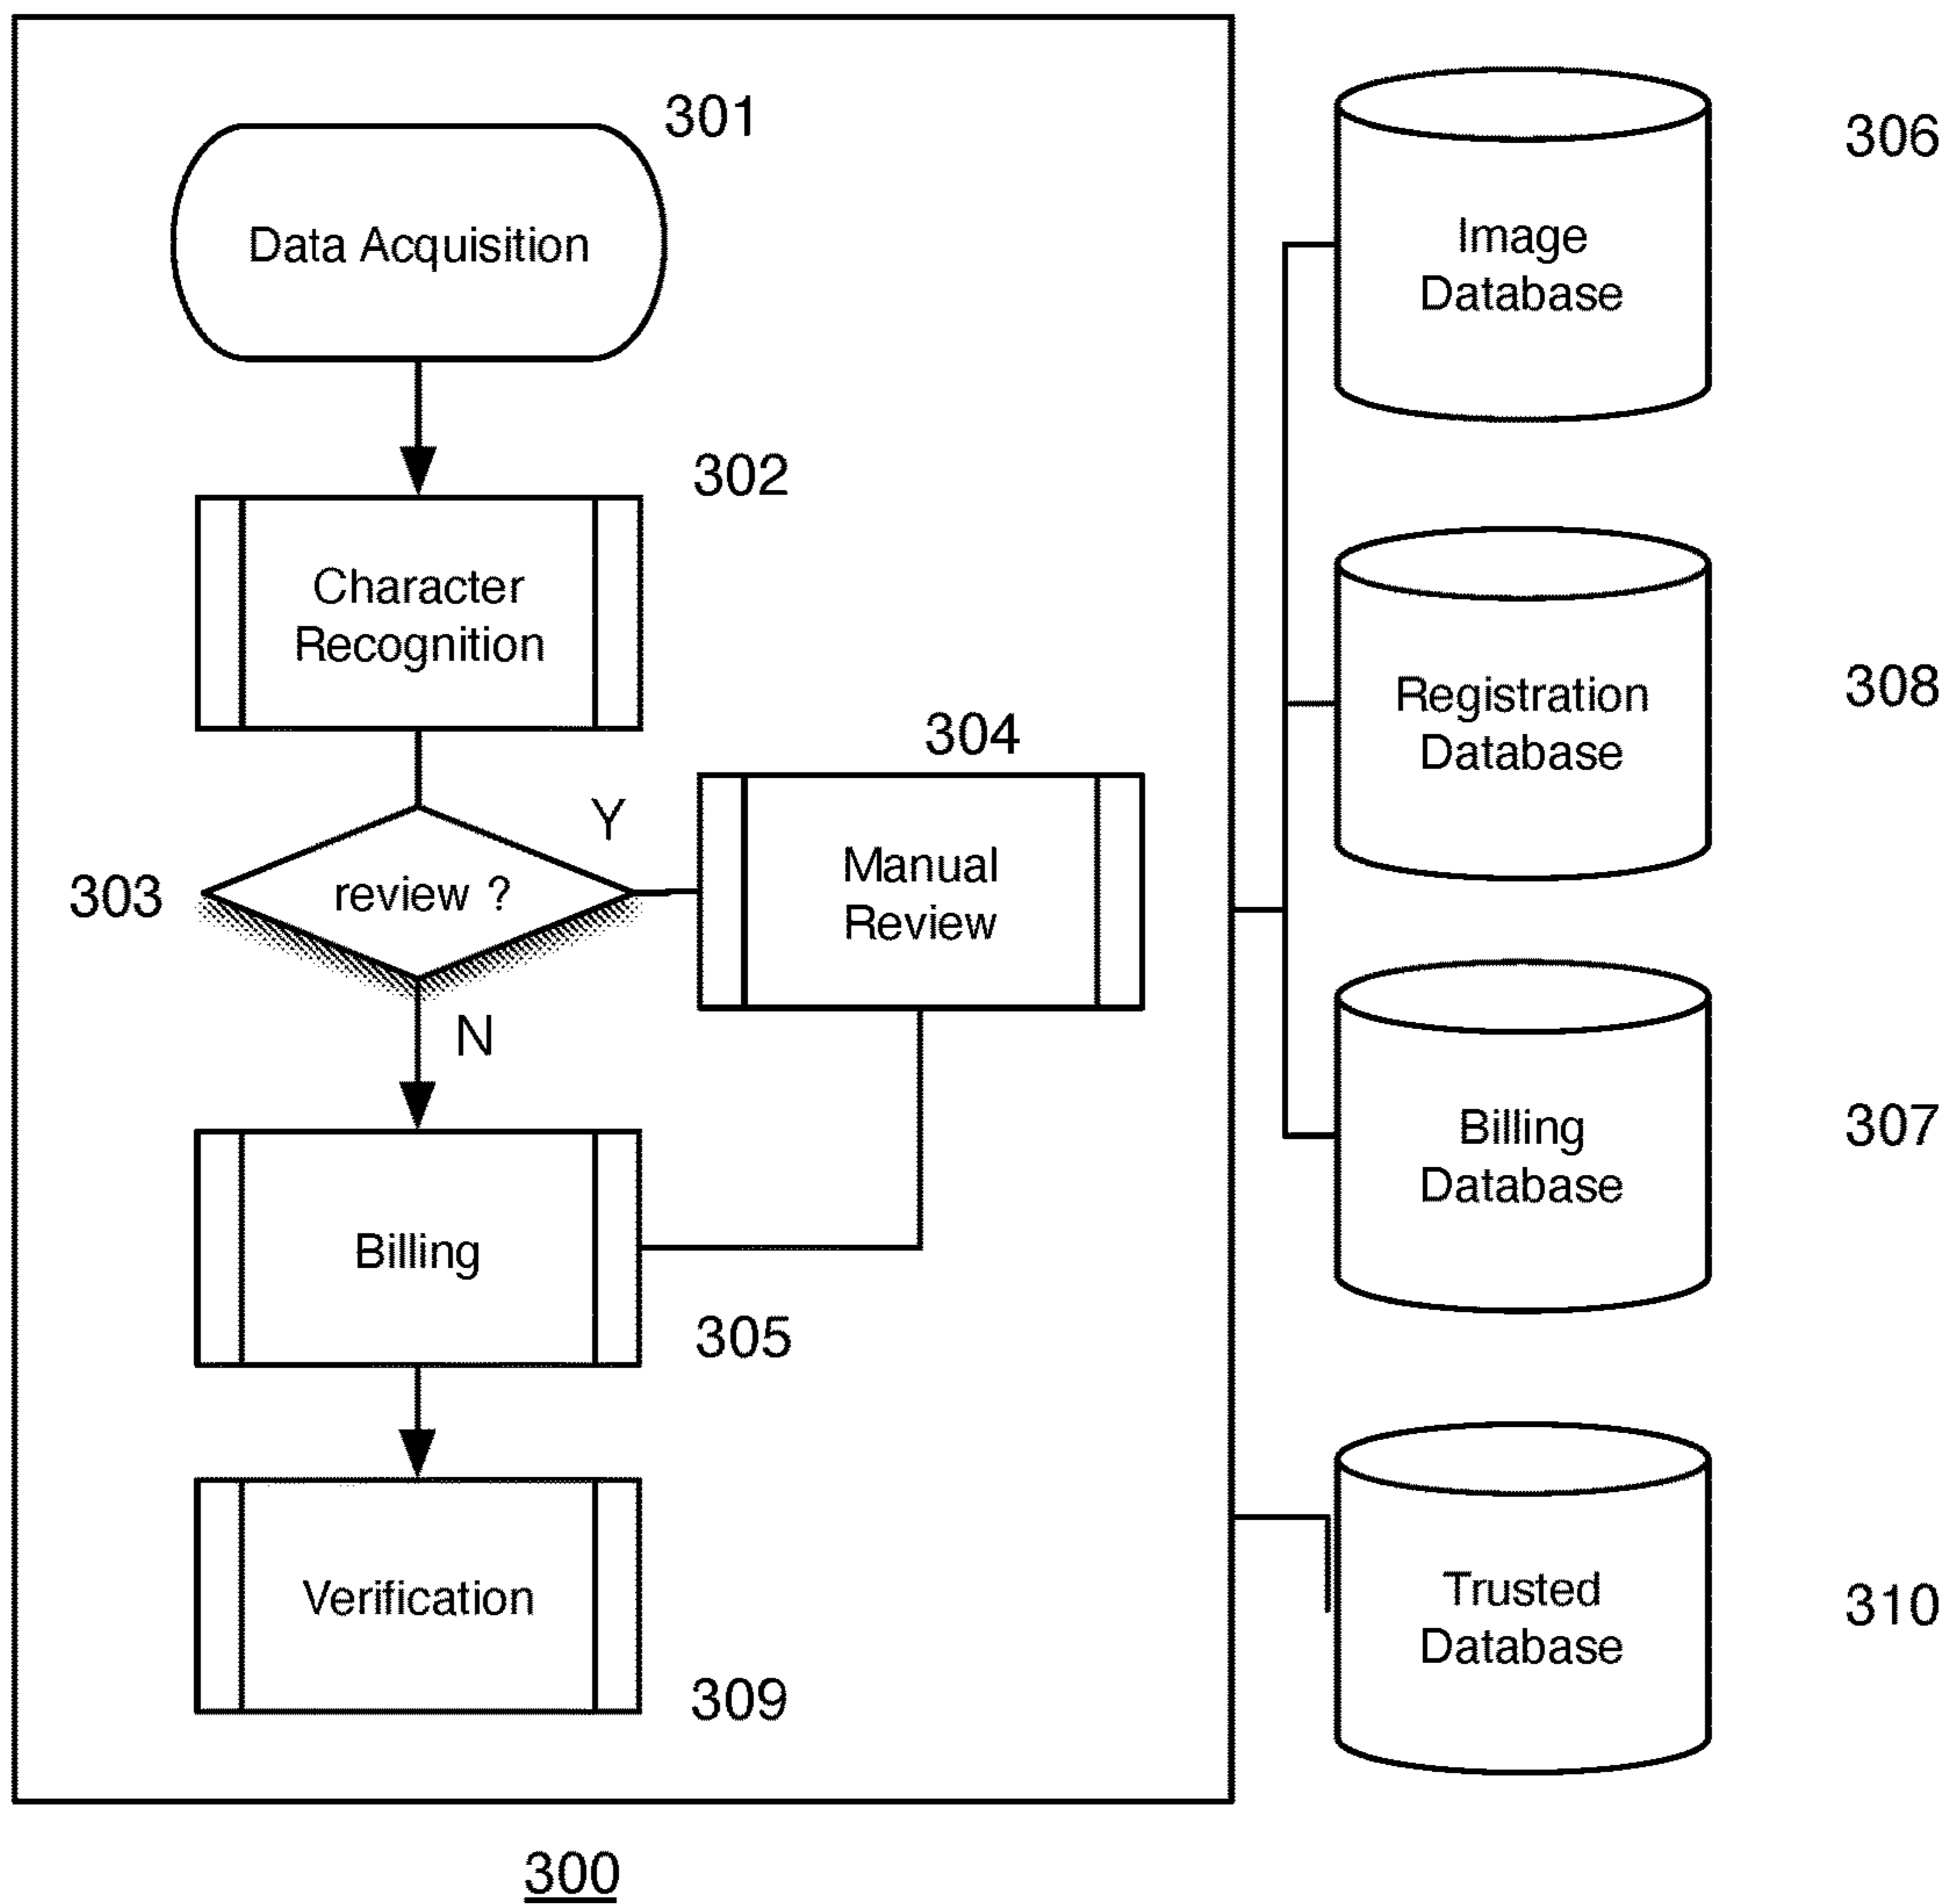 301
Data Acquisition
302
Character
Recognition
304
Y
303
review ?
Manual
Review
N
Billing
305
Verification
309
306
Image
Database
308
Registration
Database
307
Billing
Database
310
Trusted
Database
300